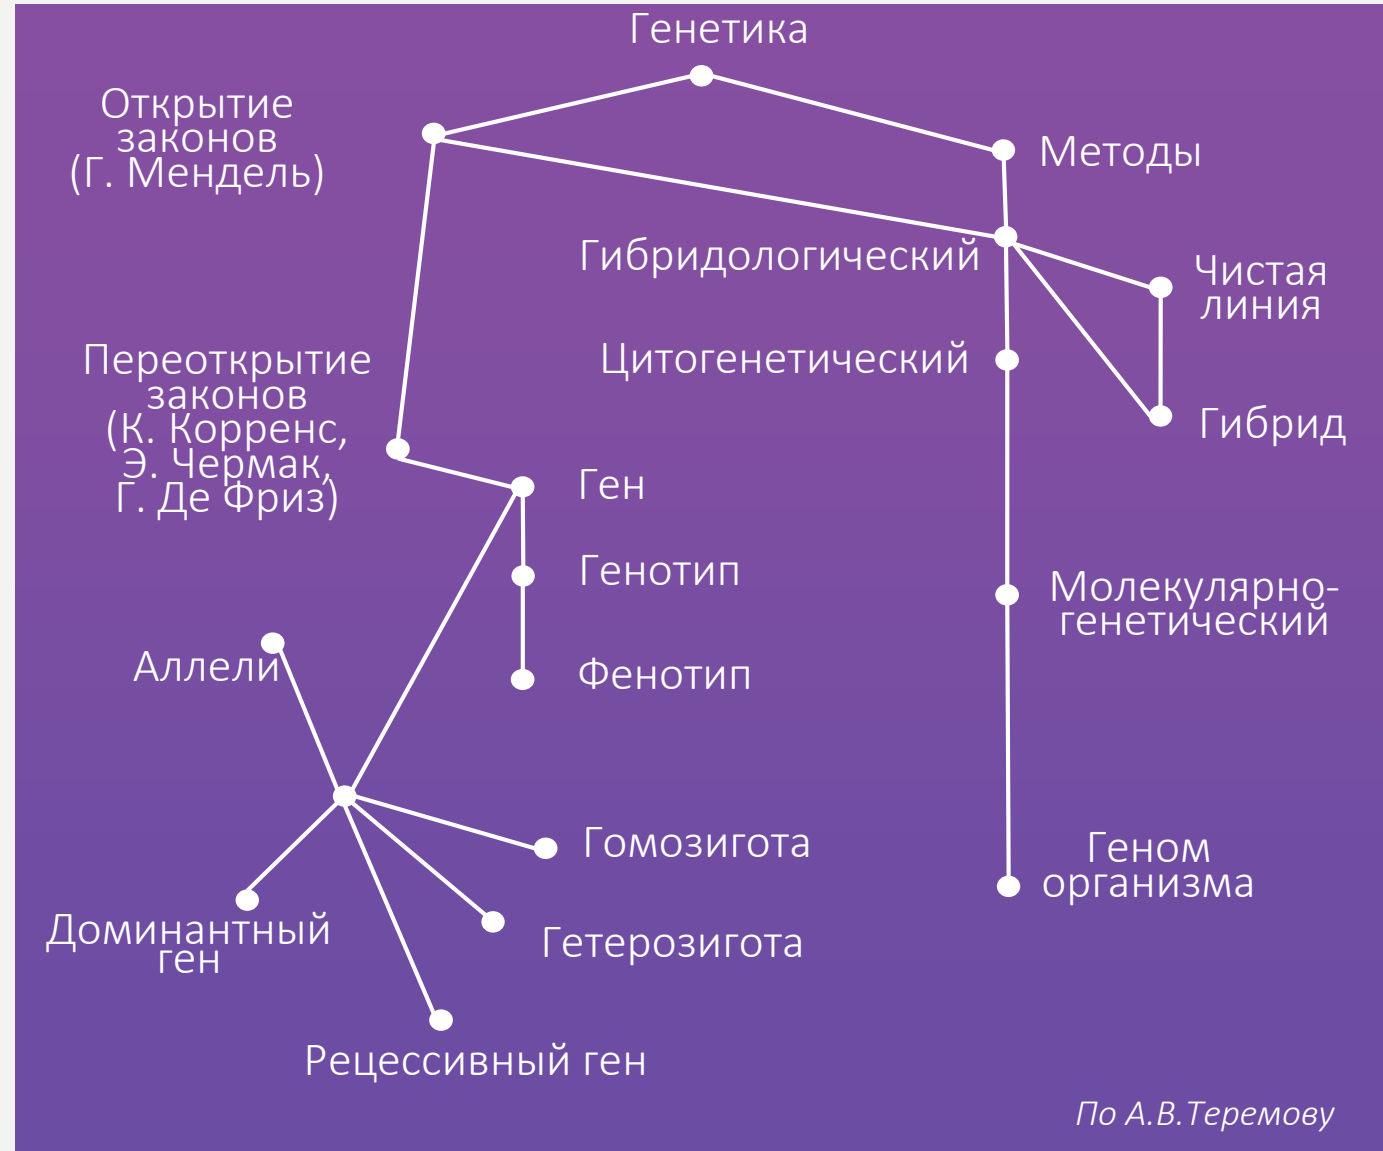 Генетика
Открытие
законов
(Г. Мендель)
Методы
Гибридологический
Чистая
линия
Переоткрытие
законов
(К. Корренс,
Э. Чермак,
Г. Де Фриз)
Цитогенетический
Гибрид
Ген
Генотип
Молекулярно-
генетический
Аллели
Фенотип
Гомозигота
Геном
организма
Доминантный
ген
Гетерозигота
Рецессивный ген
По А.В.Теремову